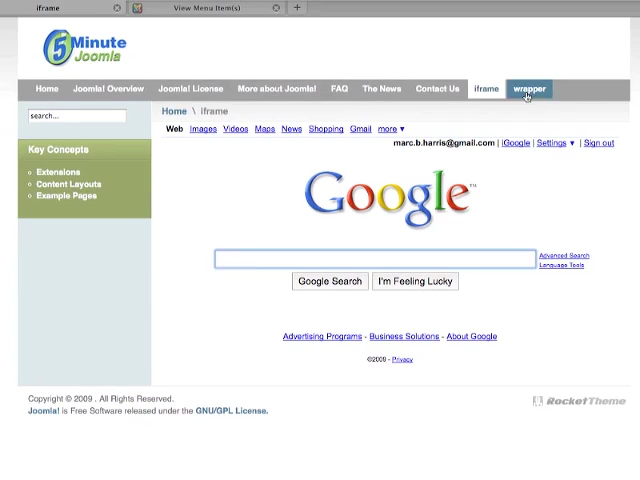 iframe
View Menu Item(s)
5 Minute
Joomla
Home Joomla! Overview Joomla! License More about Joomla! FAQ The News Contact Us iframe wrapper
search...
Home \ iframe
Key Concepts
Extensions
Content Layouts
Example Pages
Web Images Videos Maps News Shopping Gmail more ▼
marc.b.harris@gmail.com | iGoogle | Settings ▼ | Sign out
Google™
Advanced Search
Language Tools
Google Search I'm Feeling Lucky
Advertising Programs - Business Solutions - About Google
©2009 - Privacy
Copyright © 2009 . All Rights Reserved.
Joomla! is Free Software released under the GNU/GPL License.
RocketTheme